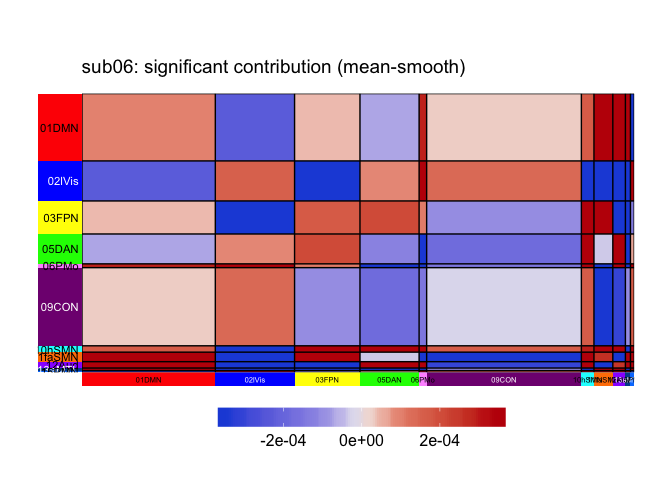 sub06: significant contribution (mean-smooth)
01DMN
02lVis
03FPN
05DAN
06PMo
09CON
01DMN
02lVis
03FPN
05DAN
06PMo
09CON
-2e-04
0e+00
2e-04